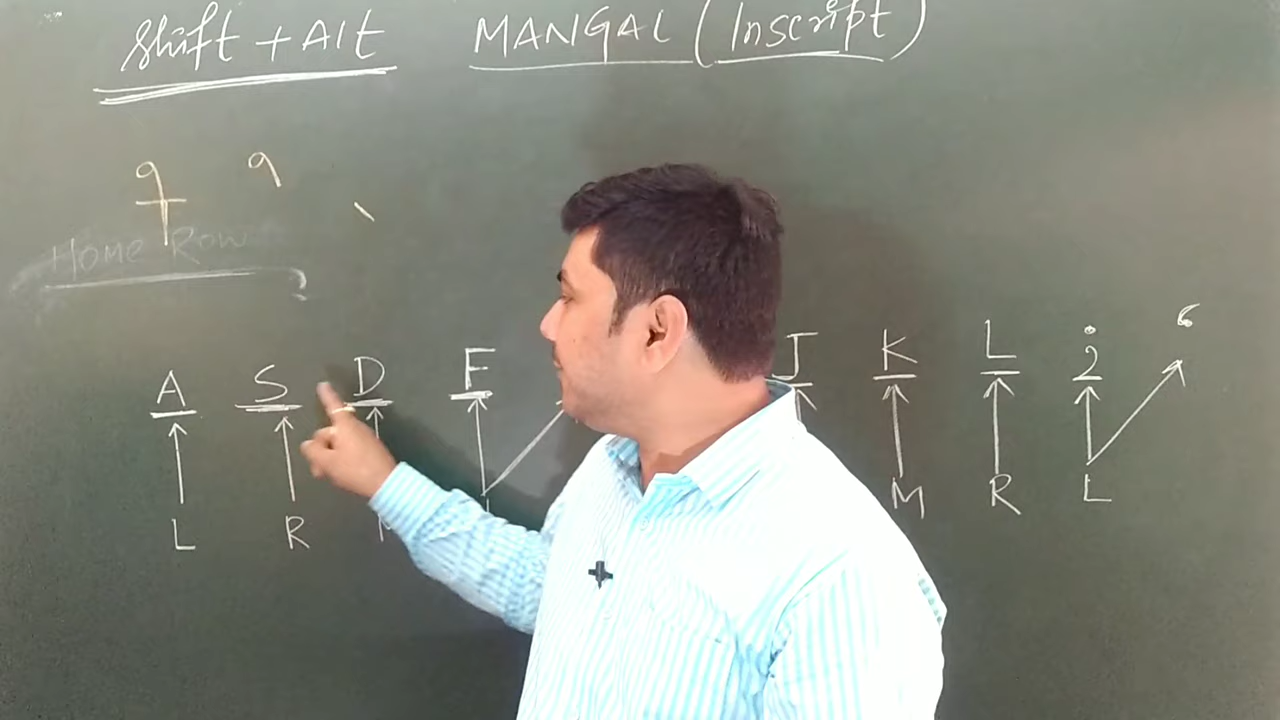 Shift + Alt MANGAL (Inscript)
Home Row
A S D F J K L ;
L R M R L